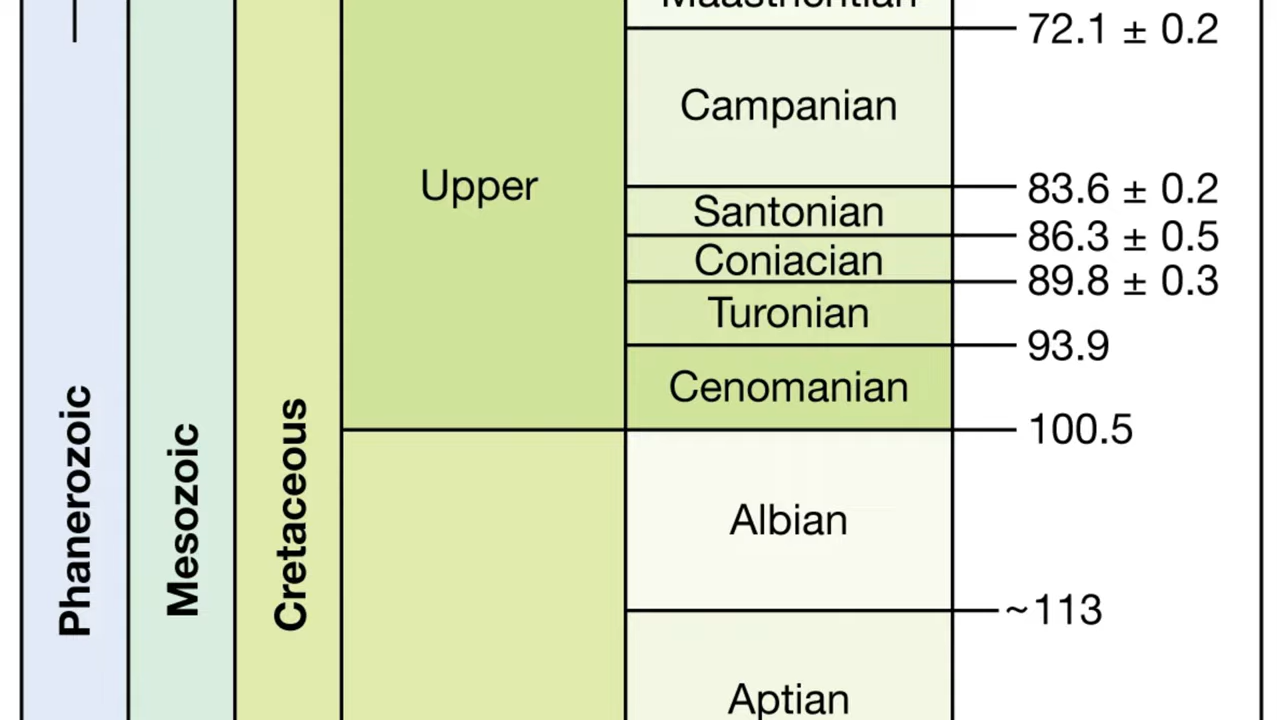 Maastrichtian
72.1 ± 0.2
Campanian
Upper
83.6 ± 0.2
Santonian
86.3 ± 0.5
Coniacian
89.8 ± 0.3
Turonian
93.9
Cenomanian
100.5
Phanerozoic
Mesozoic
Cretaceous
Albian
~113
Aptian